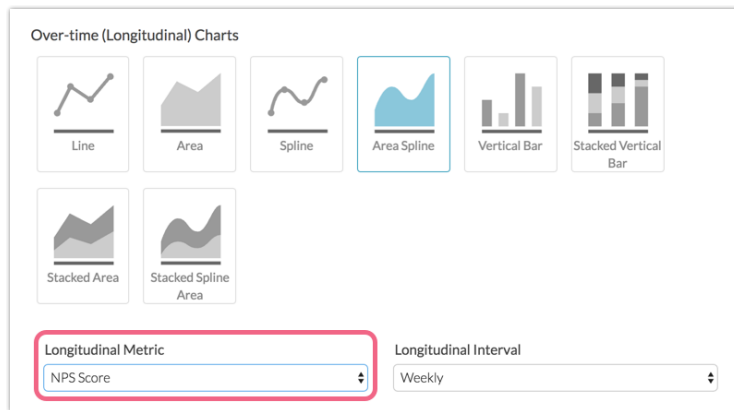 Over-time (Longitudinal) Charts
Line
Area
Spline
Area Spline
Vertical Bar
Stacked Vertical
Bar
Stacked Area
Stacked Spline
Area
Longitudinal Metric
NPS Score
Longitudinal Interval
Weekly